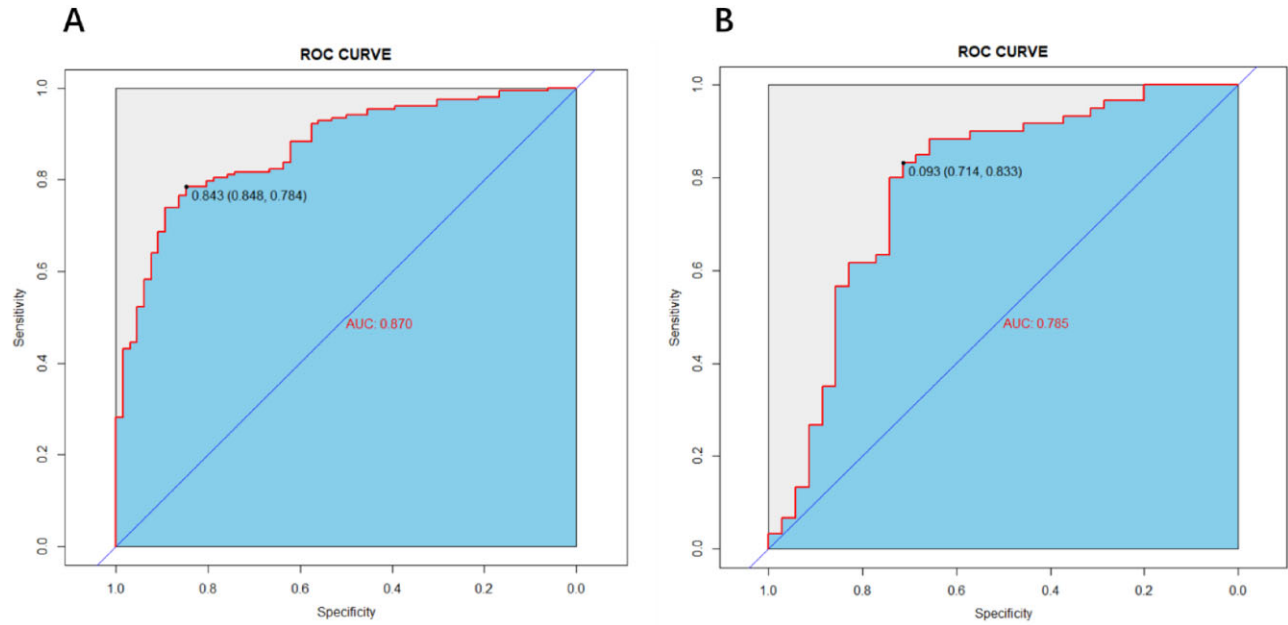 A
ROC CURVE
1.0
0.8
0.6
0.4
0.2
0.0
Sensitivity
0.843 (0.848, 0.784)
AUC: 0.870
1.0 0.8 0.6 0.4 0.2 0.0
Specificity
B
ROC CURVE
1.0
0.8
0.6
0.4
0.2
0.0
Sensitivity
0.093 (0.714, 0.833)
AUC: 0.785
1.0 0.8 0.6 0.4 0.2 0.0
Specificity